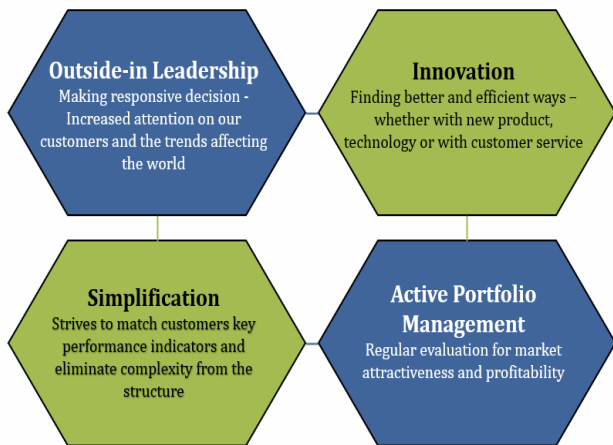 Outside-in Leadership
Making responsive decision -
Increased attention on our
customers and the trends affecting
the world
Innovation
Finding better and efficient ways –
whether with new product,
technology or with customer service
Simplification
Strives to match customers key
performance indicators and
eliminate complexity from the
structure
Active Portfolio
Management
Regular evaluation for market
attractiveness and profitability